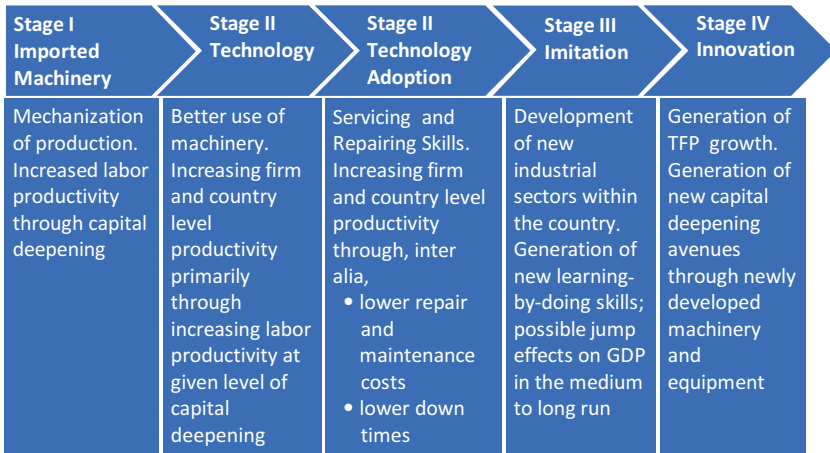 Stage I
Imported
Machinery
Stage II
Technology
Stage II
Technology
Adoption
Stage III
Imitation
Stage IV
Innovation
Mechanization
of production.
Increased labor
productivity
through capital
deepening
Better use of
machinery.
Increasing firm
and country
level
productivity
primarily
through
increasing labor
productivity at
given level of
capital
deepening
Servicing and
Repairing Skills.
Increasing firm
and country level
productivity
through, inter
alia,
• lower repair
and
maintenance
costs
• lower down
times
Development
of new
industrial
sectors within
the country.
Generation of
new learning-
by-doing skills;
possible jump
effects on GDP
in the medium
to long run
Generation of
TFP growth.
Generation of
new capital
deepening
avenues
through newly
developed
machinery
and
equipment